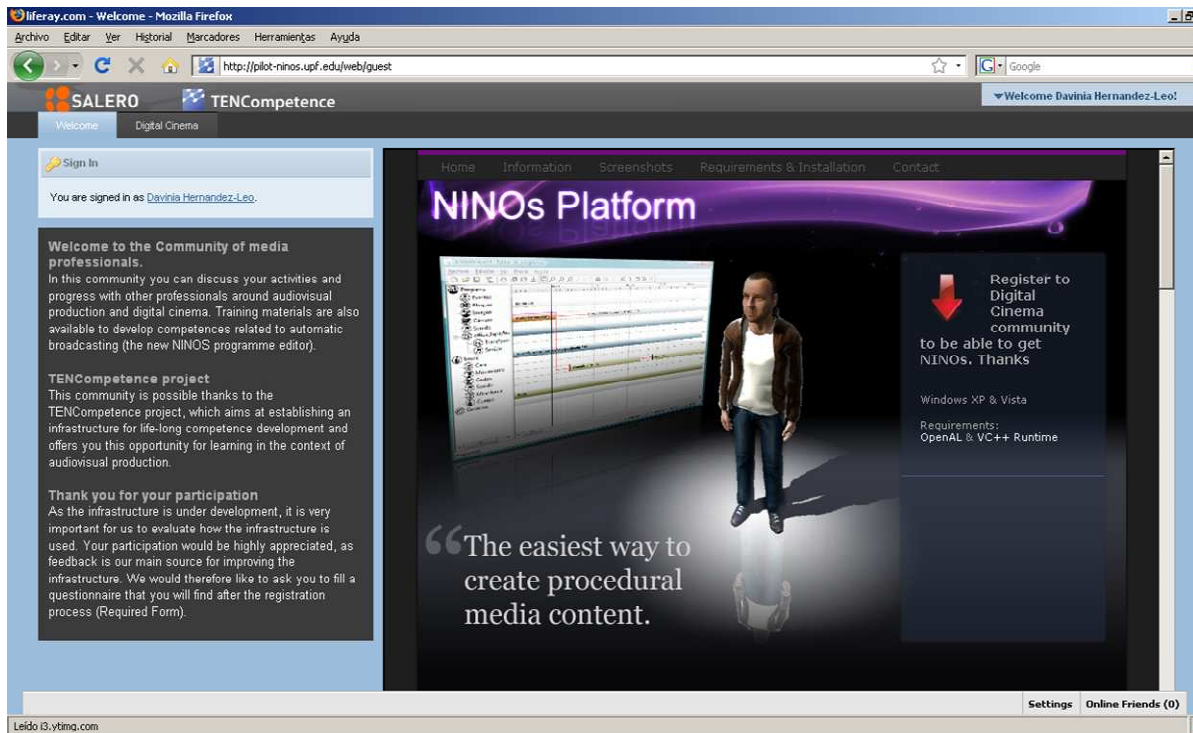 liferay.com - Welcome - Mozilla Firefox
Archivo Editar Ver Historial Marcadores Herramientas Ayuda
http://pilot-ninos.upf.edu/web/guest
Google
SALERO TENCompetence
Welcome Davinia Hernandez-Leo!
Welcome Digital Cinema
Sign In
You are signed in as Davinia Hernandez-Leo.
Welcome to the Community of media
professionals.
In this community you can discuss your activities and
progress with other professionals around audiovisual
production and digital cinema. Training materials are also
available to develop competences related to automatic
broadcasting (the new NINOS programme editor).
TENCompetence project
This community is possible thanks to the
TENCompetence project, which aims at establishing an
infrastructure for life-long competence development and
offers you this opportunity for learning in the context of
audiovisual production.
Thank you for your participation
As the infrastructure is under development, it is very
important for us to evaluate how the infrastructure is
used. Your participation would be highly appreciated, as
feedback is our main source for improving the
infrastructure. We would therefore like to ask you to fill a
questionnaire that you will find after the registration
process (Required Form).
Home Information Screenshots Requirements & Installation Contact
NINOs Platform
Register to
Digital
Cinema
community
to be able to get
NINOs. Thanks
Windows XP & Vista
Requirements:
OpenAL & VC++ Runtime
“The easiest way to
create procedural
media content.
Settings Online Friends (0)
Leído i3.ytimg.com